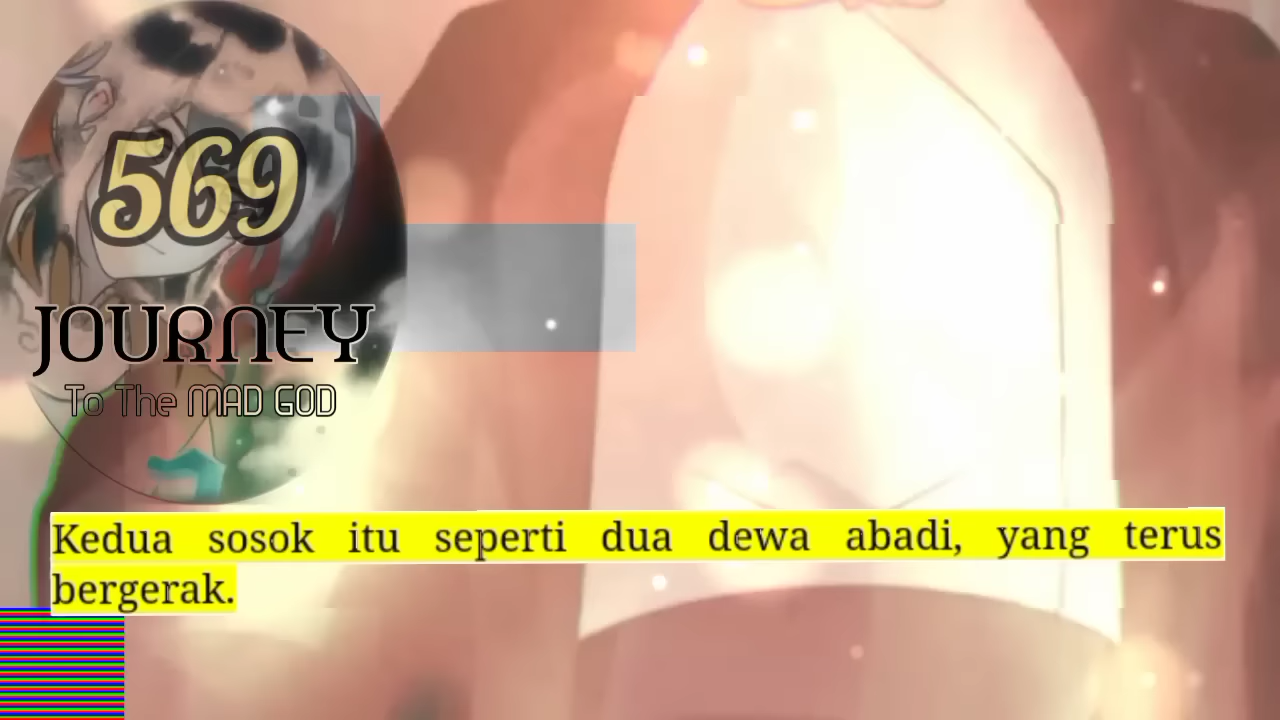 569
JOURNEY
To The MAD GOD
Kedua sosok itu seperti dua dewa abadi, yang terus
bergerak.